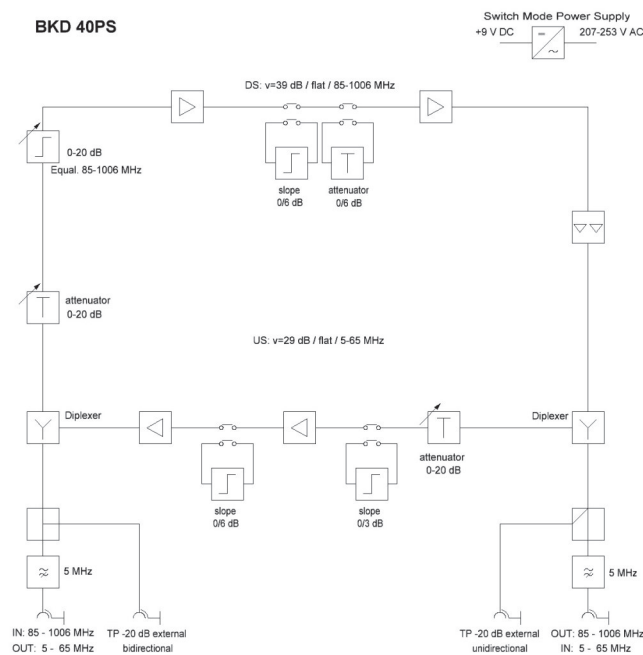 BKD 40PS
Switch Mode Power Supply
+9 V DC
207-253 V AC
DS: v=39 dB / flat / 85-1006 MHz
0-20 dB
Equal. 85-1006 MHz
slope
0/6 dB
attenuator
0/6 dB
attenuator
0-20 dB
US: v=29 dB / flat / 5-65 MHz
Diplexer
Diplexer
attenuator
0-20 dB
slope
0/6 dB
slope
0/3 dB
5 MHz
5 MHz
IN: 85 - 1006 MHz
OUT: 5 - 65 MHz
TP -20 dB external
bidirectional
TP -20 dB external
unidirectional
OUT: 85 - 1006 MHz
IN: 5 - 65 MHz